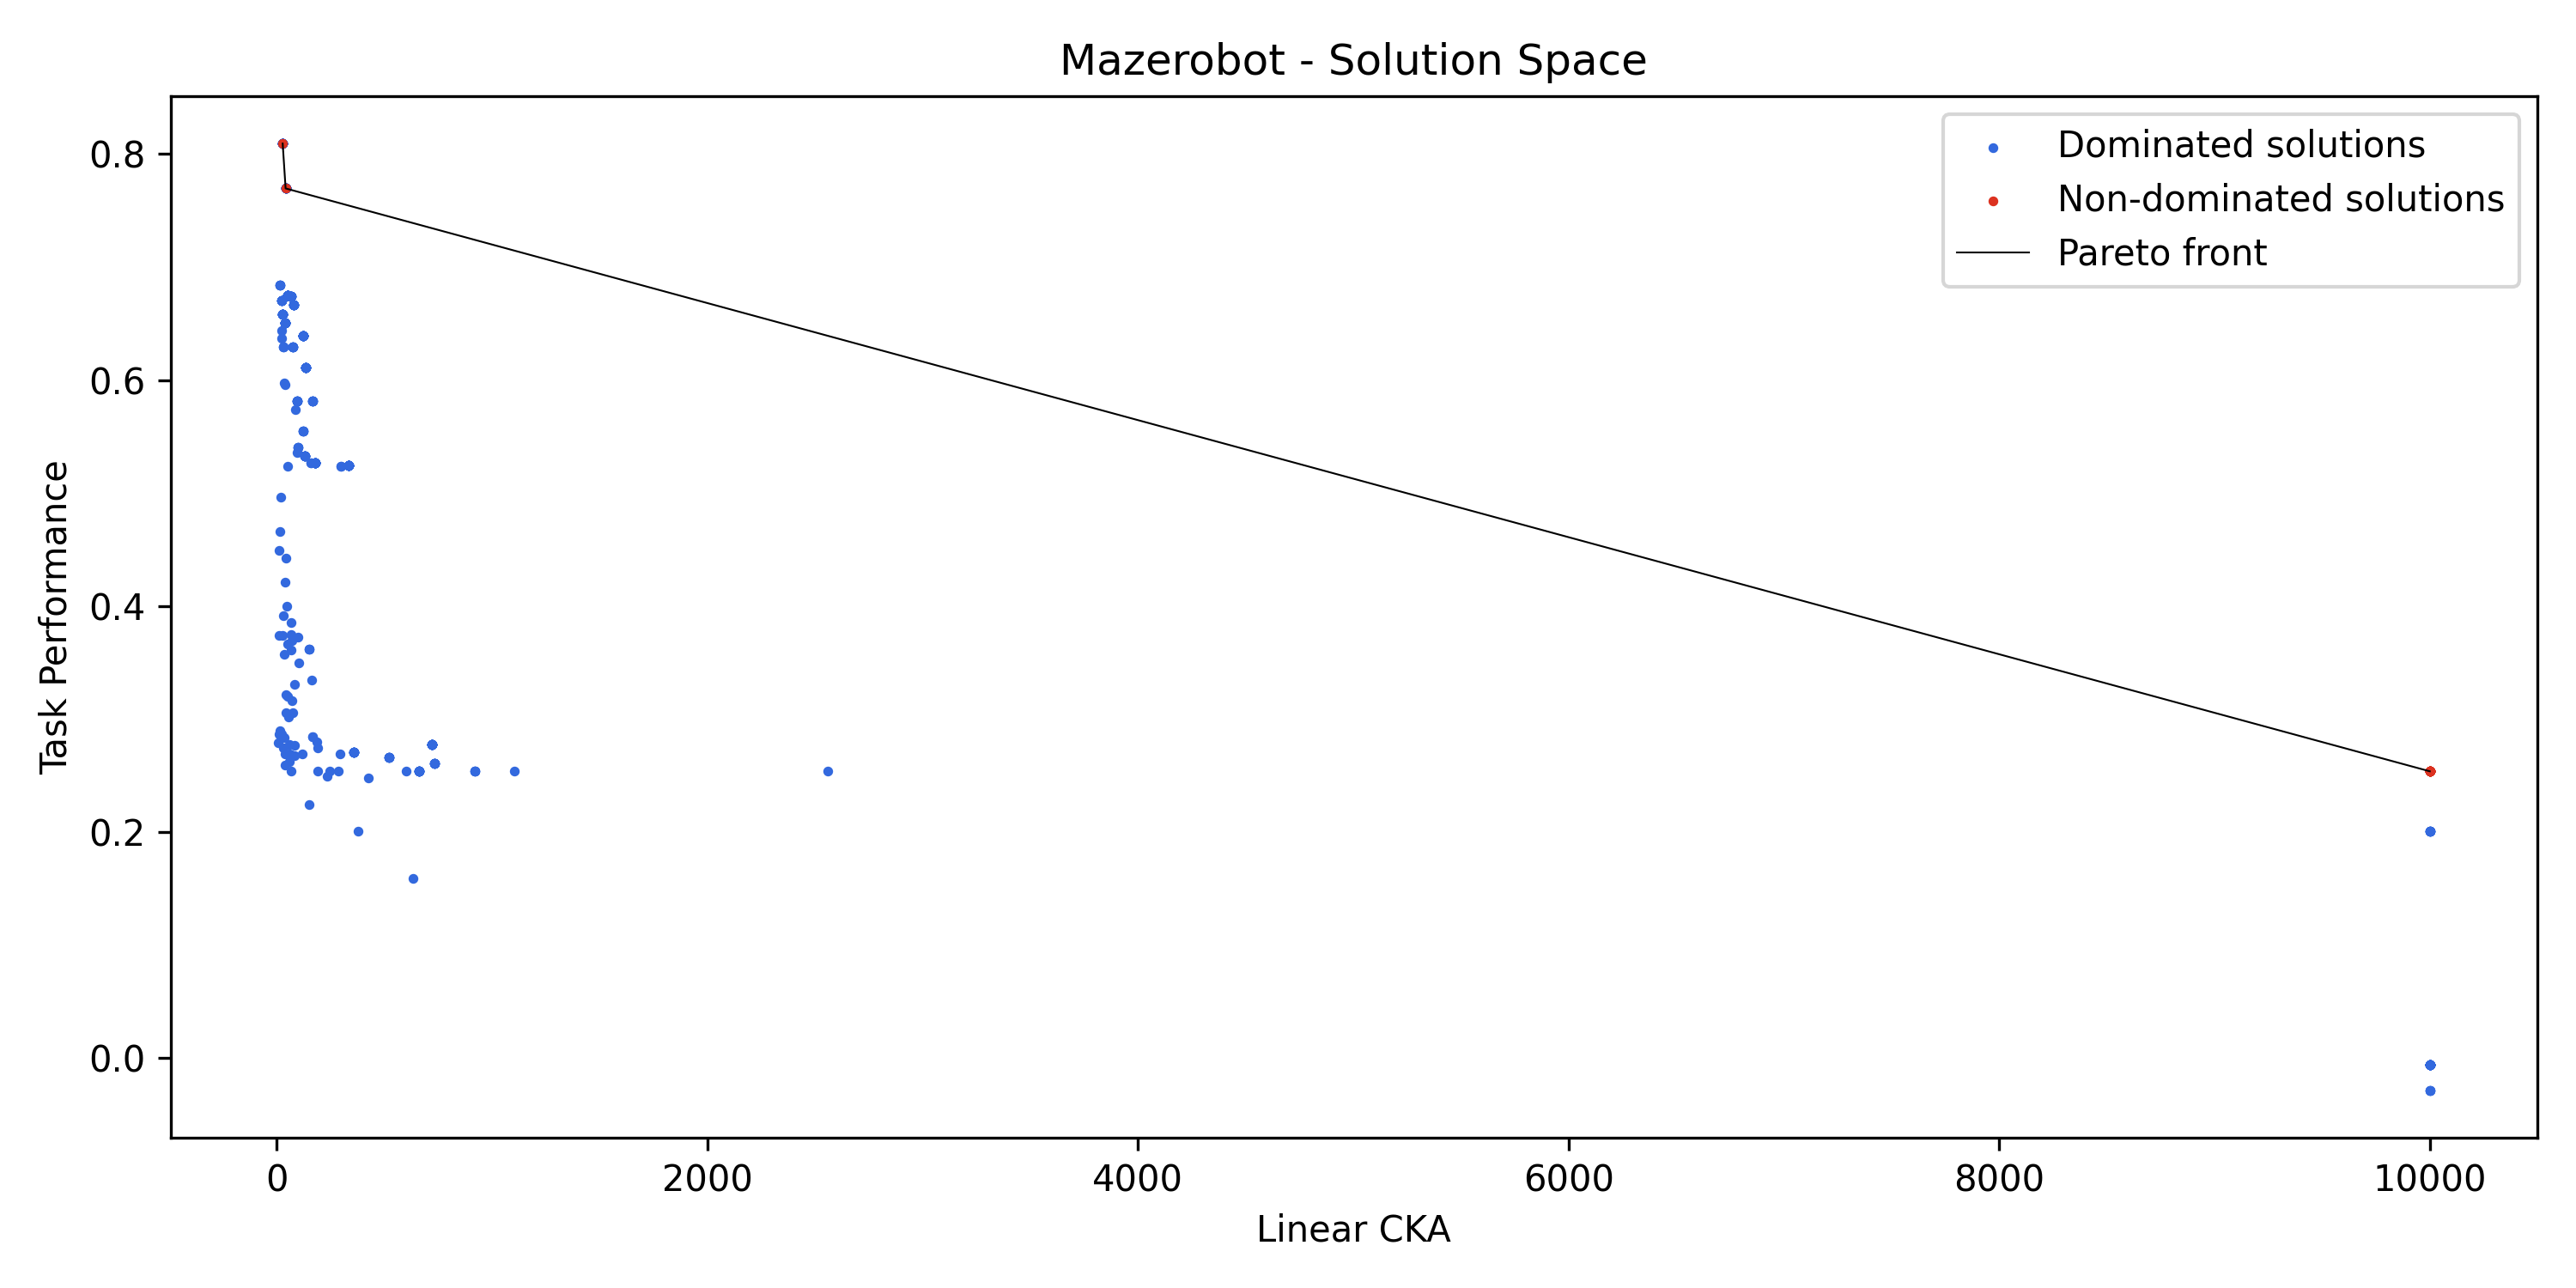 Mazerobot - Solution Space
Dominated solutions
Non-dominated solutions
Pareto front
Task Performance
0.8
0.6
0.4
0.2
0.0
0
2000
4000
6000
8000
10000
Linear CKA